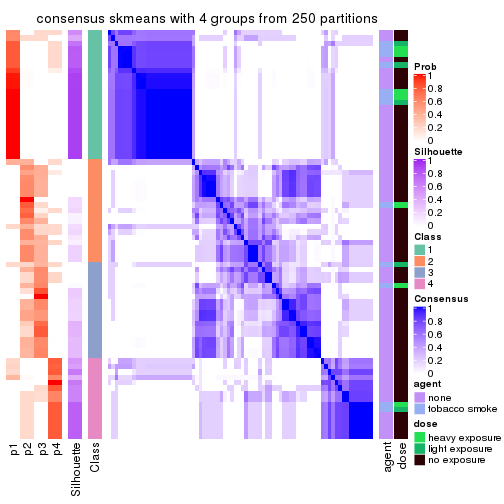 consensus skmeans with 4 groups from 250 partitions
Prob
1
0.8
0.6
0.4
0.2
0
Silhouette
1
0.8
0.6
0.4
0.2
0
Class
1
2
3
4
Consensus
1
0.8
0.6
0.4
0.2
0
agent
none
tobacco smoke
dose
heavy exposure
light exposure
no exposure
p1
p2
p3
p4
Silhouette
Class
agent
dose